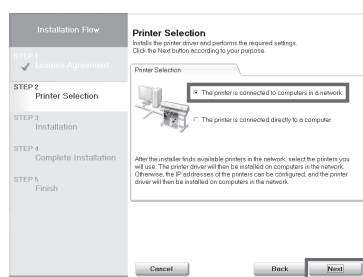 Installation Flow
STEP 1
License Agreement
STEP 2
Printer Selection
STEP 3
Installation
STEP 4
Complete Installation
STEP 5
Finish
Printer Selection
Installs the printer driver and performs the required settings.
Click the Next button according to your purpose.
Printer Selection
The printer is connected to computers in a network
The printer is connected directly to a computer
After the installer finds available printers in the network, select the printers you
will use. The printer driver will then be installed on computers in the network.
Otherwise, the IP addresses of the printers can be configured, and the printer
driver will then be installed on computers in the network.
Cancel
Back
Next